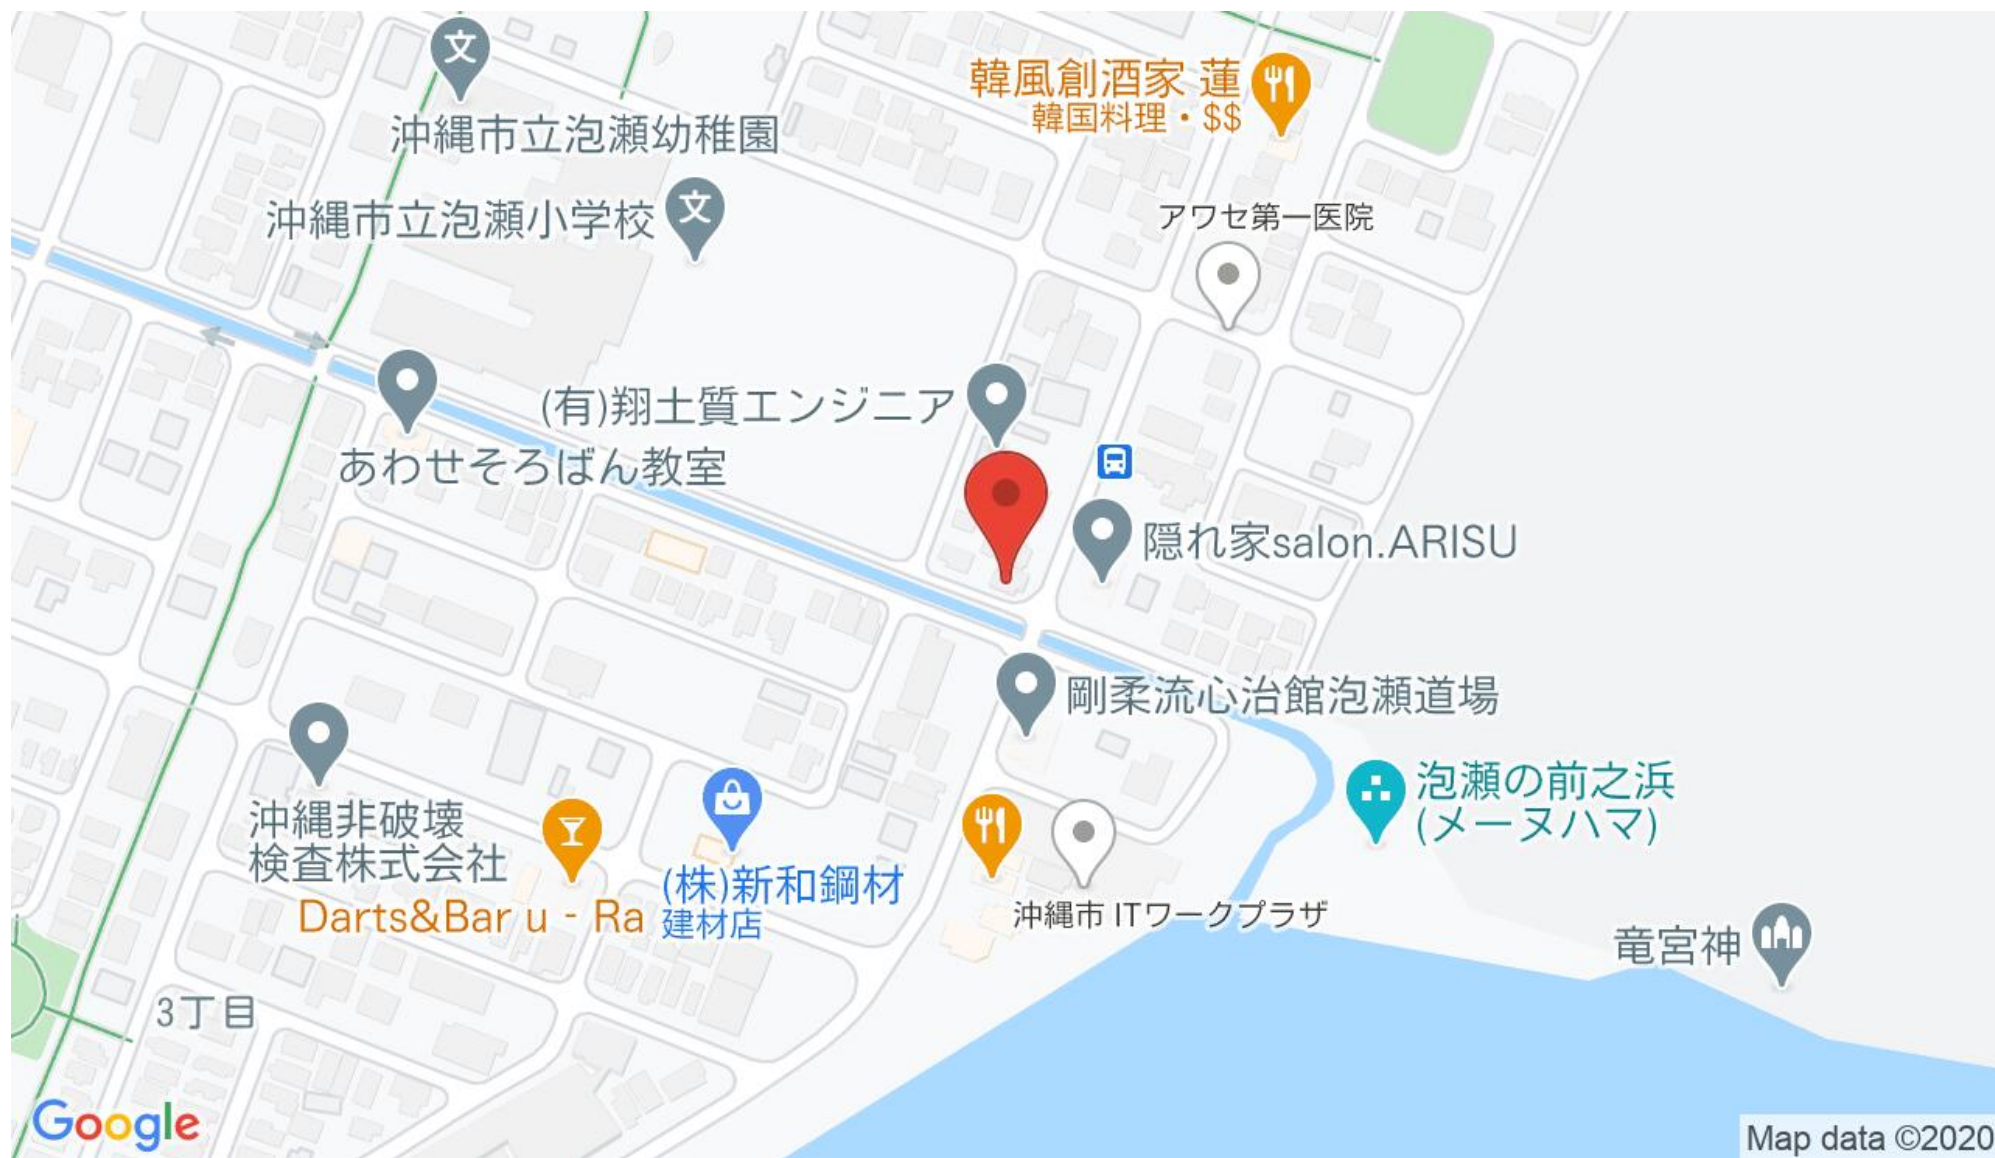 文
沖縄市立泡瀬幼稚園
韓風創酒家 蓮
韓国料理・$$
沖縄市立泡瀬小学校
文
アワセ第一医院
(有)翔土質エンジニア
あわせそろばん教室
隠れ家salon.ARISU
剛柔流心治館泡瀬道場
沖縄非破壊
検査株式会社
泡瀬の前之浜
(メーヌハマ)
(株)新和鋼材
建材店
Darts&Bar u - Ra
沖縄市 ITワークプラザ
竜宮神
3丁目
Google
Map data ©2020